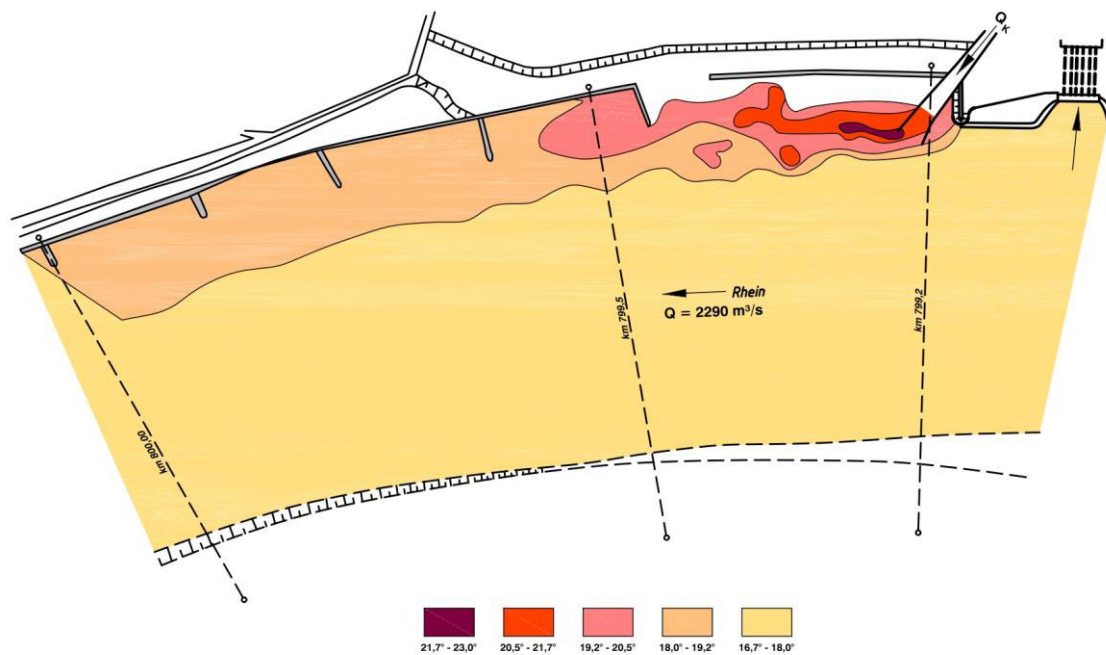 QK
Rhein
Q = 2290 m³/s
km 799,5
km 799,2
km 800,00
21,7° - 23,0°
20,5° - 21,7°
19,2° - 20,5°
18,0° - 19,2°
16,7° - 18,0°